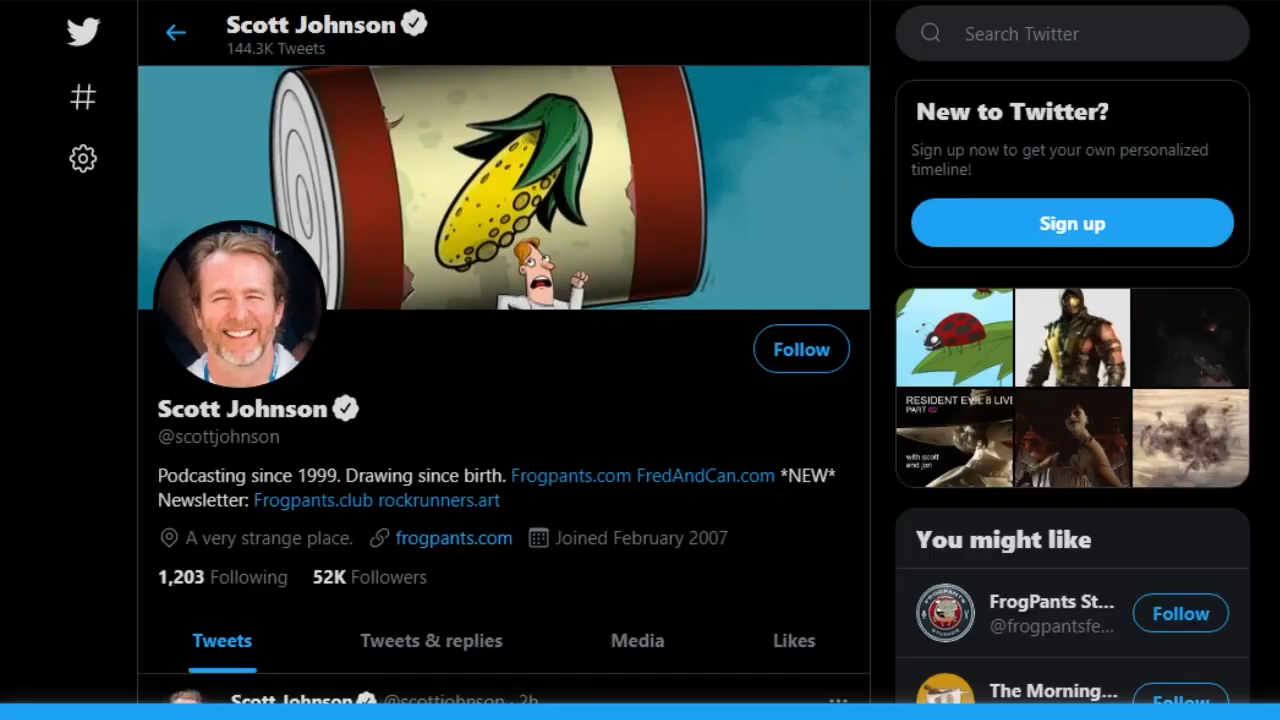 Scott Johnson
144.3K Tweets
Search Twitter
New to Twitter?
Sign up now to get your own personalized
timeline!
Sign up
Follow
Scott Johnson
@scottjohnson
Podcasting since 1999. Drawing since birth. Frogpants.com FredAndCan.com *NEW*
Newsletter: Frogpants.club rockrunners.art
A very strange place. frogpants.com Joined February 2007
1,203 Following 52K Followers
Tweets Tweets & replies Media Likes
Scott Johnson @scottjohnson · 2h
RESIDENT EVIL 8 LIVE
PART 02
with scott
and jon
You might like
FrogPants St...
@frogpantsfe...
Follow
The Morning...
Follow